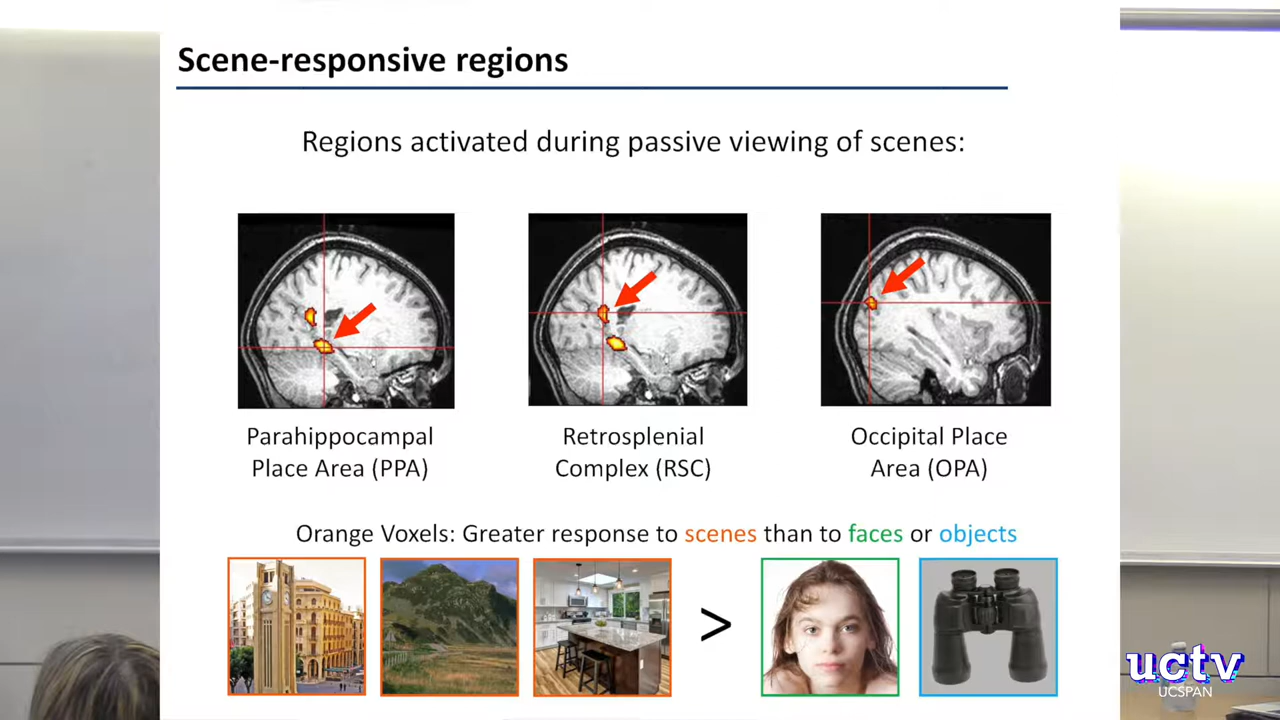 Scene-responsive regions
Regions activated during passive viewing of scenes:
Parahippocampal
Place Area (PPA)
Retrosplenial
Complex (RSC)
Occipital Place
Area (OPA)
Orange Voxels: Greater response to scenes than to faces or objects
>
uctv
UCSPAN